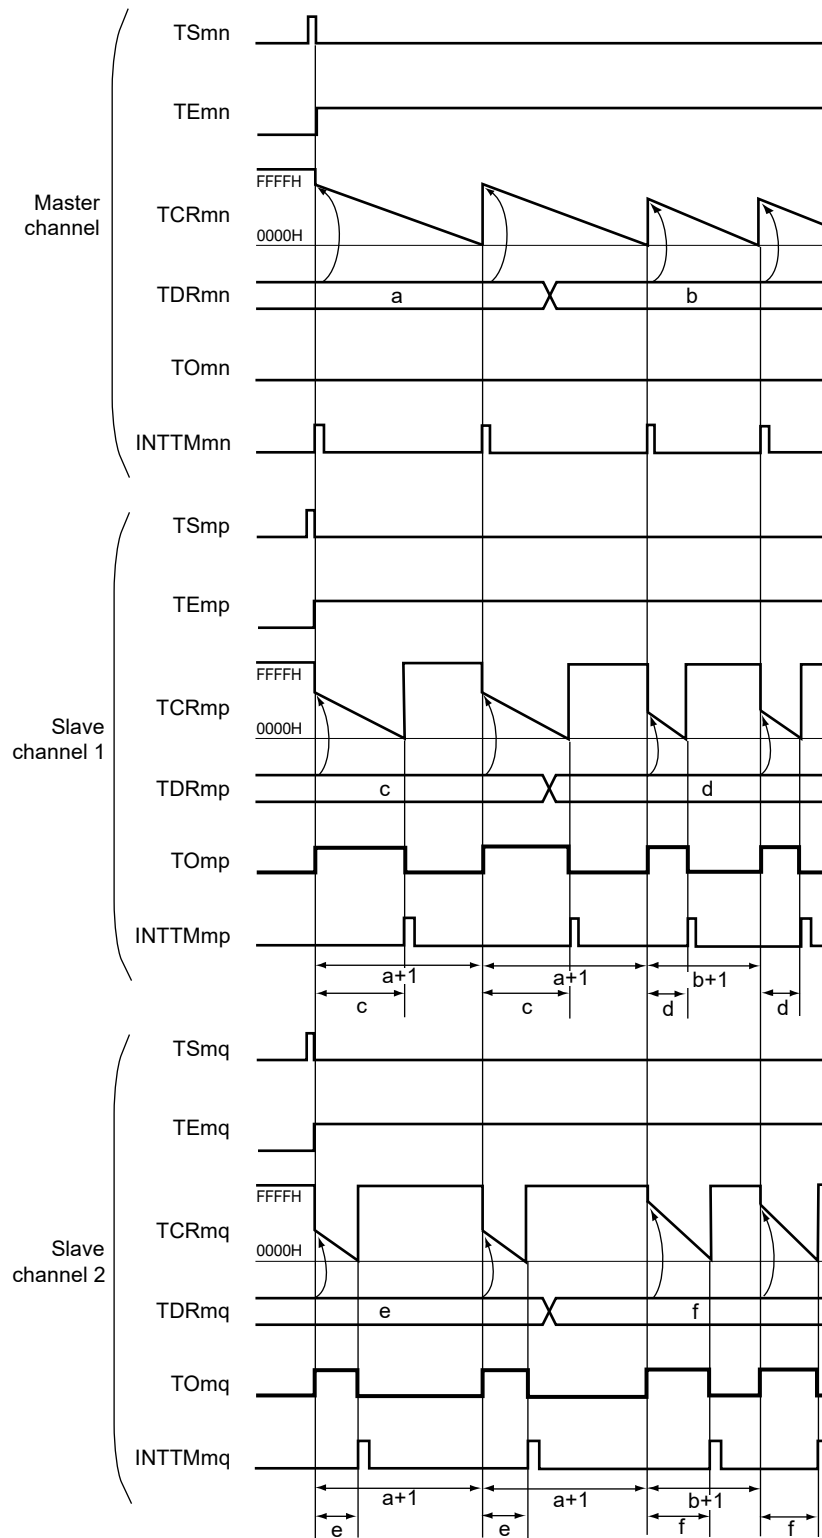 TSmn
TEmn
FFFFH
Master
channel
TCRmn
0000H
TDRmn
a
b
TOmn
INTTMmn
TSmp
TEmp
FFFFH
TCRmp
Slave
channel 1
0000H
TDRmp
c
d
TOmp
INTTMmp
a+1
a+1
b+1
c
c
d
d
TSmq
TEmq
FFFFH
TCRmq
Slave
channel 2
0000H
TDRmq
e
f
TOmq
INTTMmq
a+1
a+1
b+1
e
e
f
f